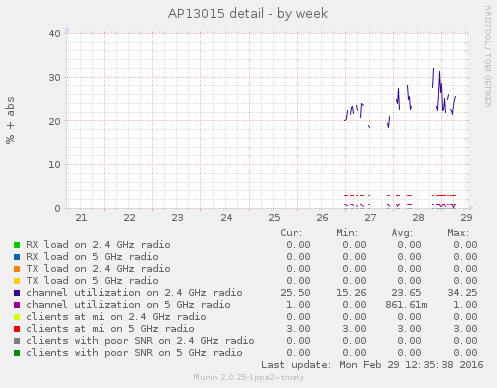 AP13015 detail - by week
RRDTOOL / TOBI OETIKER
% + abs
40
30
20
10
0
21 22 23 24 25 26 27 28 29
Cur: Min: Avg: Max:
RX load on 2.4 GHz radio 0.00 0.00 0.00 0.00
RX load on 5 GHz radio 0.00 0.00 0.00 0.00
TX load on 2.4 GHz radio 0.00 0.00 0.00 0.00
TX load on 5 GHz radio 0.00 0.00 0.00 0.00
channel utilization on 2.4 GHz radio 25.50 15.26 23.65 34.25
channel utilization on 5 GHz radio 1.00 0.00 861.61m 1.00
clients at mi on 2.4 GHz radio 0.00 0.00 0.00 0.00
clients at mi on 5 GHz radio 3.00 3.00 3.00 3.00
clients with poor SNR on 2.4 GHz radio 0.00 0.00 0.00 0.00
clients with poor SNR on 5 GHz radio 0.00 0.00 0.00 0.00
Last update: Mon Feb 29 12:35:38 2016
Munin 2.0.25-1ppa2~trusty